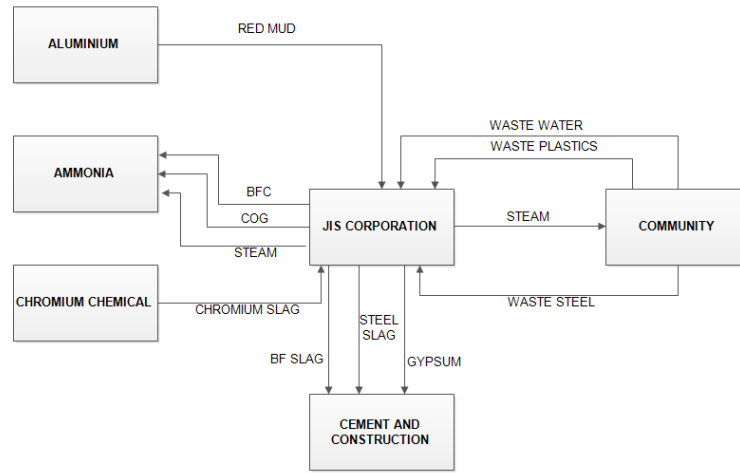 RED MUD
ALUMINIUM
WASTE WATER
WASTE PLASTICS
AMMONIA
BFC
COG
STEAM
JIS CORPORATION
STEAM
COMMUNITY
CHROMIUM CHEMICAL
CHROMIUM SLAG
WASTE STEEL
STEEL
SLAG
BF SLAG
GYPSUM
CEMENT AND
CONSTRUCTION